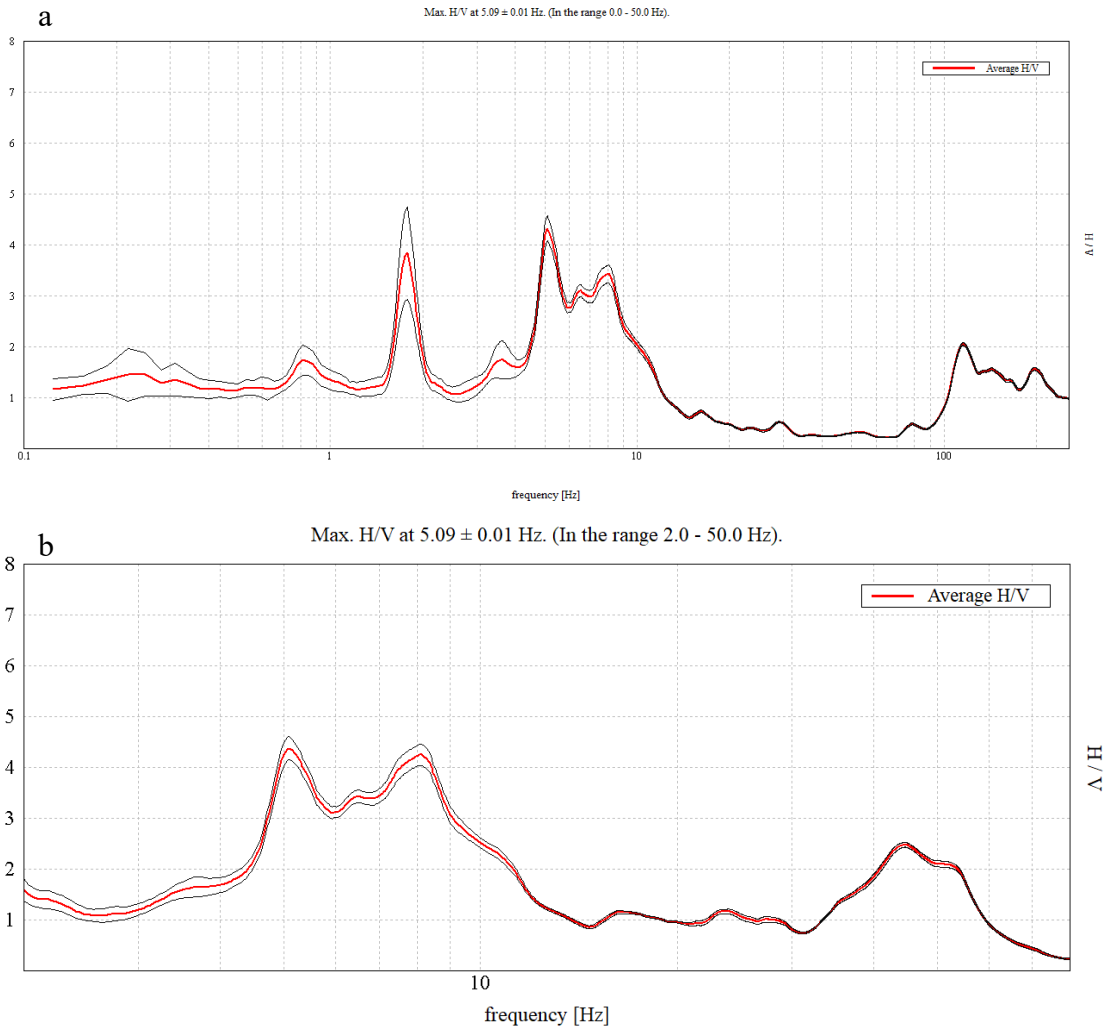 a
Max. H/V at 5.09 ± 0.01 Hz. (In the range 0.0 - 50.0 Hz).
8
Average H/V
7
6
5
4
H / V
3
2
1
0.1 1 10 100
frequency [Hz]
b
Max. H/V at 5.09 ± 0.01 Hz. (In the range 2.0 - 50.0 Hz).
8
Average H/V
7
6
5
4
H / V
3
2
1
10
frequency [Hz]